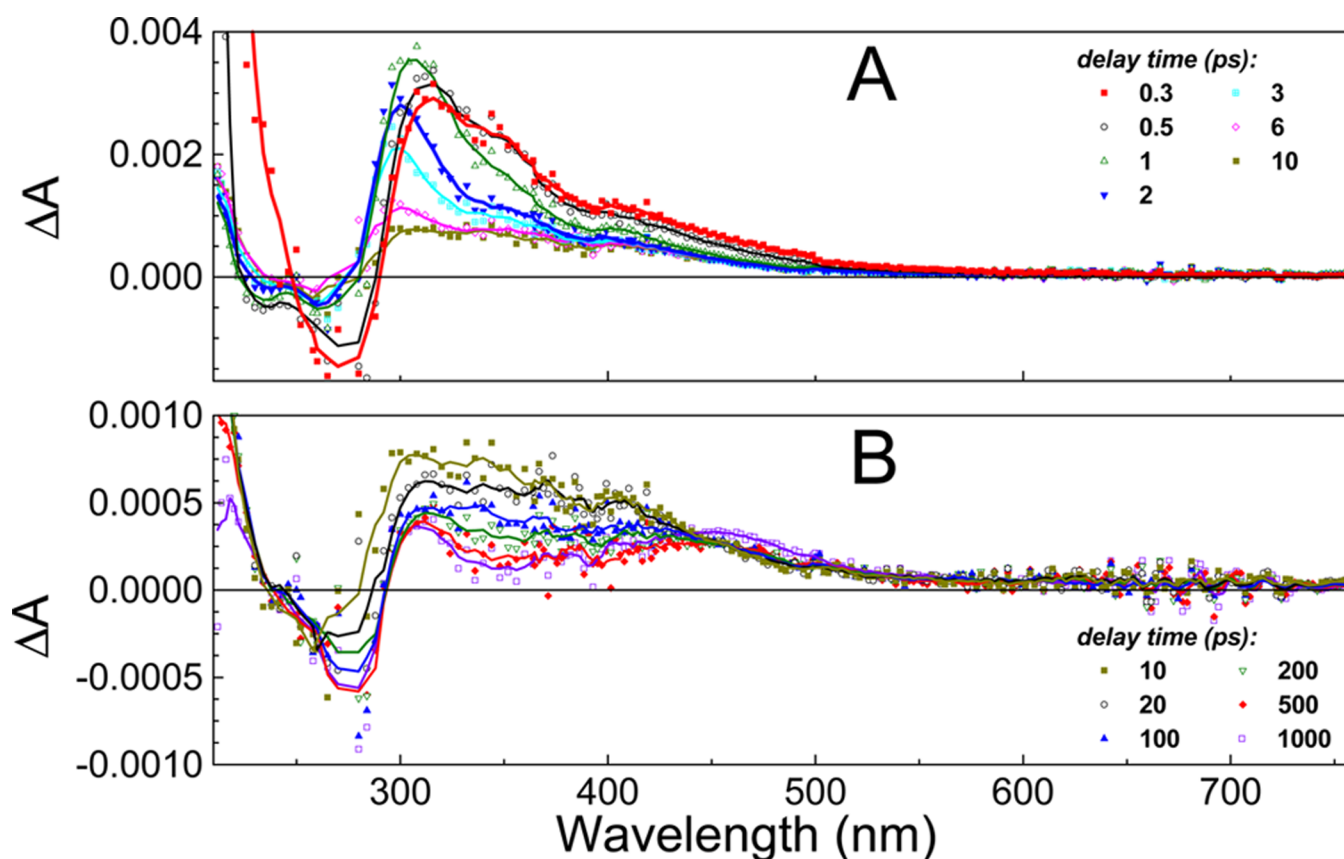 0.004
0.002
0.000
ΔA
A
delay time (ps):
0.3 3
0.5 6
1 10
2
0.0010
0.0005
0.0000
-0.0005
-0.0010
ΔA
B
delay time (ps):
10 200
20 500
100 1000
300 400 500 600 700
Wavelength (nm)